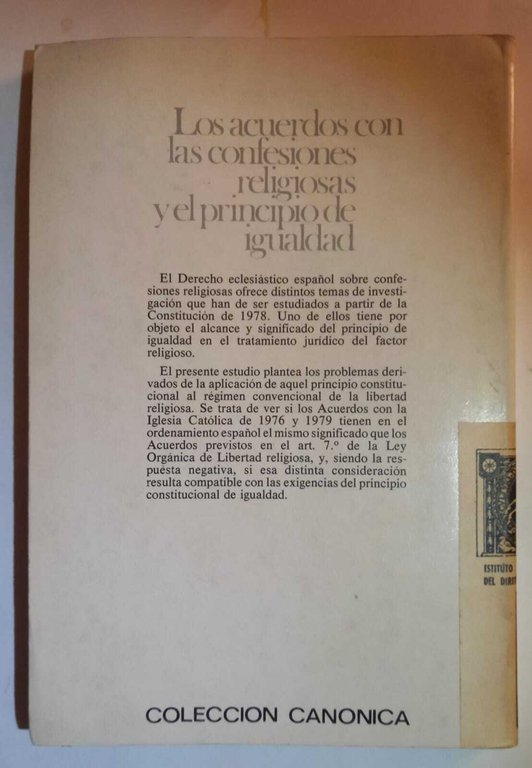 Los acuerdos con
las confesiones
religiosas
y el principio de
igualdad
El Derecho eclesiástico español sobre confe-
siones religiosas ofrece distintos temas de investi-
gación que han de ser estudiados a partir de la
Constitución de 1978. Uno de ellos tiene por
objeto el alcance y significado del principio de
igualdad en el tratamiento jurídico del factor
religioso.
El presente estudio plantea los problemas deri-
vados de la aplicación de aquel principio constitu-
cional al régimen convencional de la libertad
religiosa. Se trata de ver si los Acuerdos con la
Iglesia Católica de 1976 y 1979 tienen en el
ordenamiento español el mismo significado que los
Acuerdos previstos en el art. 7.º de la Ley
Orgánica de Libertad religiosa, y, siendo la res-
puesta negativa, si esa distinta consideración
resulta compatible con las exigencias del principio
constitucional de igualdad.
ISTITUTO
DEL
COLECCION CANONICA